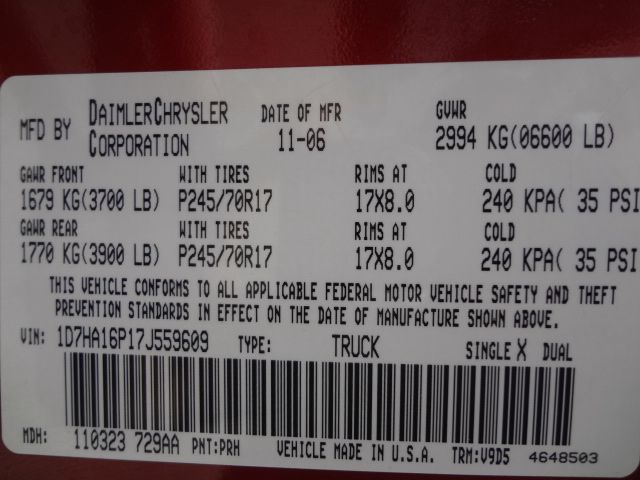 MFD BY DAIMLERCHRYSLER CORPORATION DATE OF MFR 11-06 GVWR 2994 KG(06600 LB)
GAWR FRONT WITH TIRES RIMS AT COLD
1679 KG(3700 LB) P245/70R17 17X8.0 240 KPA( 35 PSI
GAWR REAR WITH TIRES RIMS AT COLD
1770 KG(3900 LB) P245/70R17 17X8.0 240 KPA( 35 PSI
THIS VEHICLE CONFORMS TO ALL APPLICABLE FEDERAL MOTOR VEHICLE SAFETY AND THEFT
PREVENTION STANDARDS IN EFFECT ON THE DATE OF MANUFACTURE SHOWN ABOVE.
VIN: 1D7HA16P17J559609 TYPE: TRUCK SINGLE X DUAL
MDH: 110323 729AA PNT:PRH VEHICLE MADE IN U.S.A. TRM:V9D5 4648503